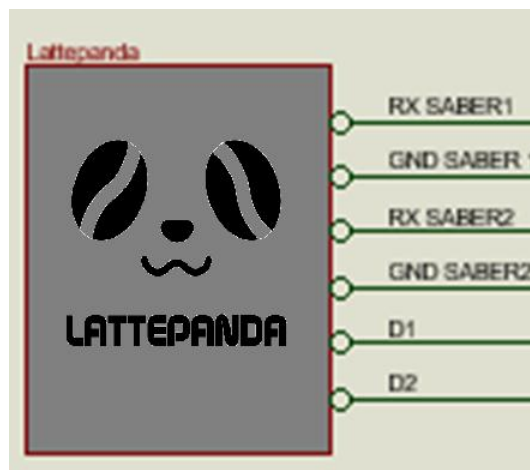 Lattepanda
RX SABER1
GND SABER 1
RX SABER2
GND SABER2
D1
D2
LATTEPANDA